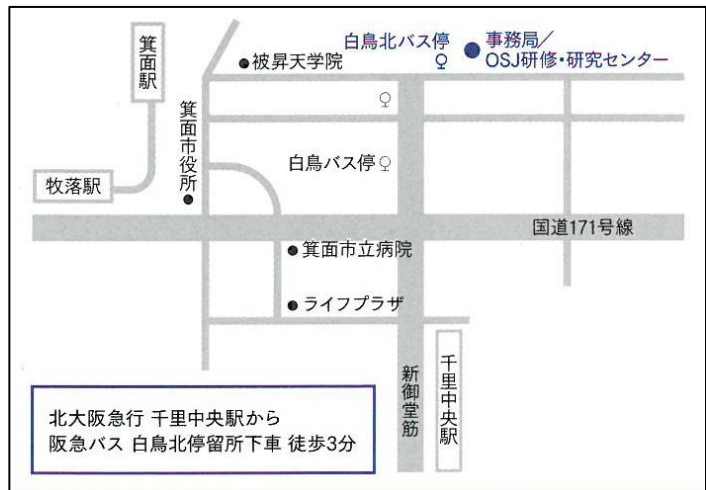 箕面駅
牧落駅
箕面市役所
被昇天学院
白鳥北バス停
事務局／
OSJ研修・研究センター
白鳥バス停
国道171号線
箕面市立病院
ライフプラザ
新御堂筋
千里中央駅
北大阪急行 千里中央駅から
阪急バス 白鳥北停留所下車 徒歩3分